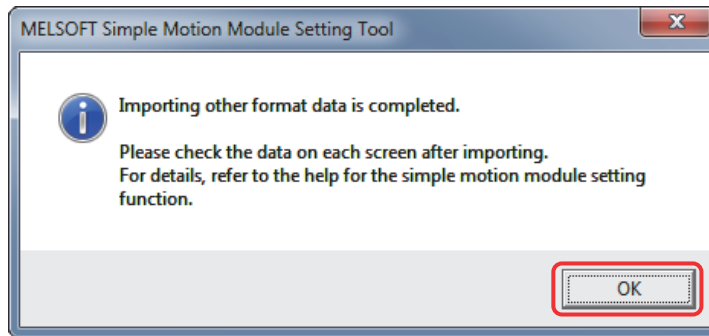 MELSOFT Simple Motion Module Setting Tool
Importing other format data is completed.
Please check the data on each screen after importing.
For details, refer to the help for the simple motion module setting
function.
OK